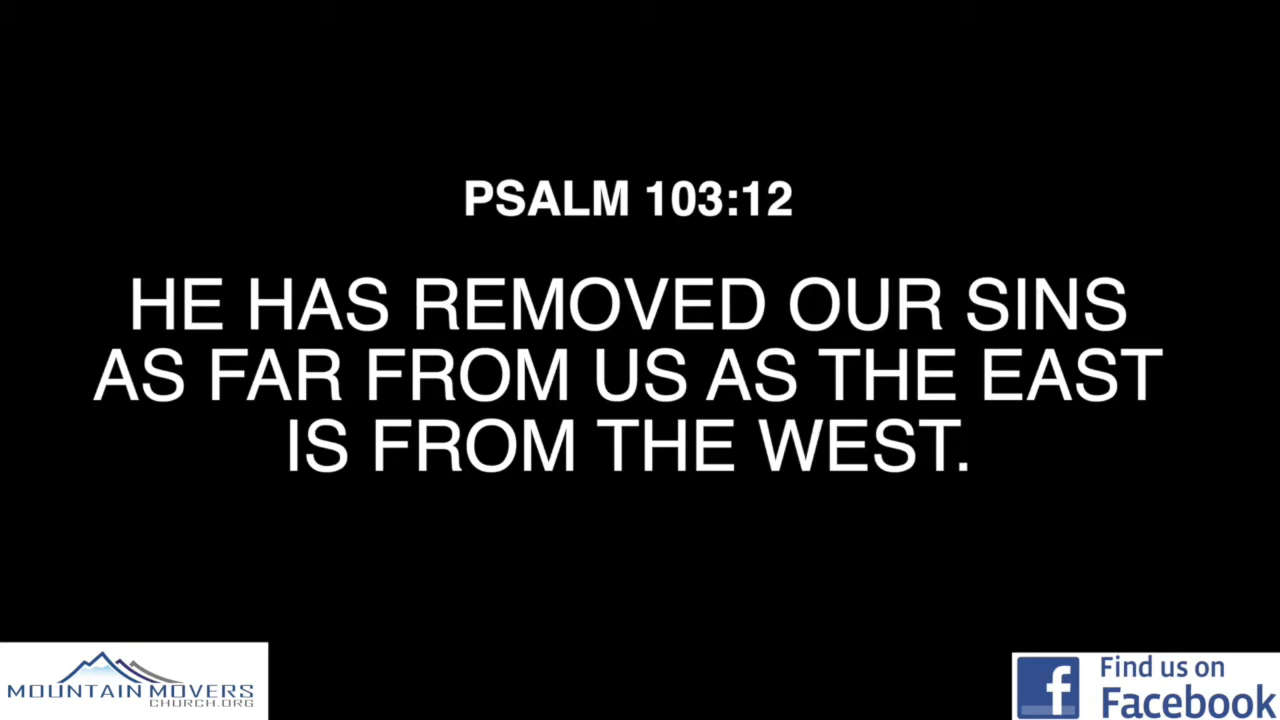 PSALM 103:12
HE HAS REMOVED OUR SINS
AS FAR FROM US AS THE EAST
IS FROM THE WEST.
MOUNTAIN MOVERS
CHURCH.ORG
f
Find us on
Facebook